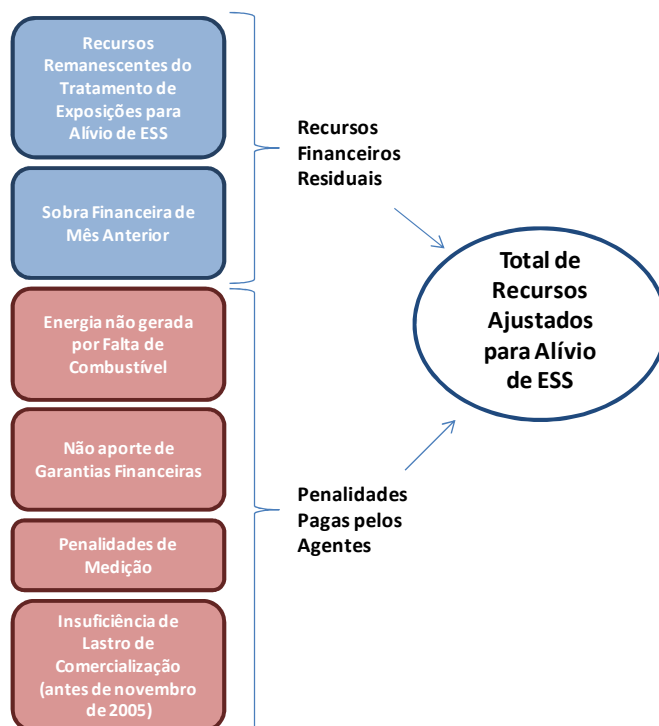 Recursos
Remanescentes do
Tratamento de
Exposições para
Alívio de ESS
Sobra Financeira de
Mês Anterior
Recursos
Financeiros
Residuais
Energia não gerada
por Falta de
Combustível
Não aporte de
Garantias Financeiras
Penalidades de
Medição
Insuficiência de
Lastro de
Comercialização
(antes de novembro
de 2005)
Penalidades
Pagas pelos
Agentes
Total de
Recursos
Ajustados
para Alívio
de ESS